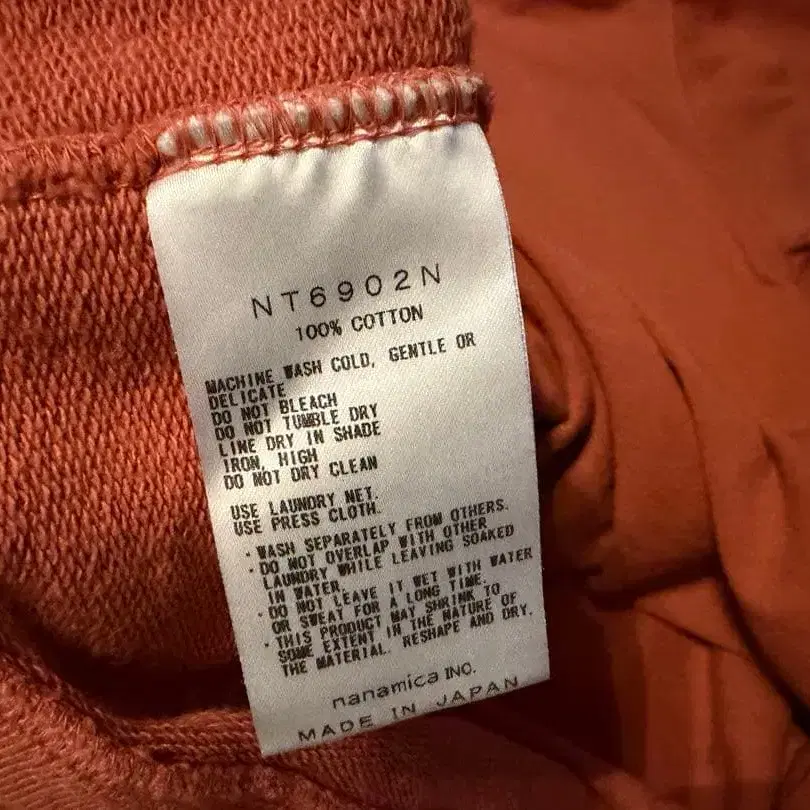 NT6902N
100% COTTON
MACHINE WASH COLD, GENTLE OR
DELICATE
DO NOT BLEACH
DO NOT TUMBLE DRY
LINE DRY IN SHADE
IRON, HIGH
DO NOT DRY CLEAN
USE LAUNDRY NET.
USE PRESS CLOTH.
・WASH SEPARATELY FROM OTHERS.
・DO NOT OVERLAP WITH OTHER
LAUNDRY WHILE LEAVING SOAKED
IN WATER.
・DO NOT LEAVE IT WET WITH WATER
OR SWEAT FOR A LONG TIME.
・THIS PRODUCT MAY SHRINK TO
SOME EXTENT IN THE NATURE OF
THE MATERIAL. RESHAPE AND DRY.
nanamica INC.
MADE IN JAPAN